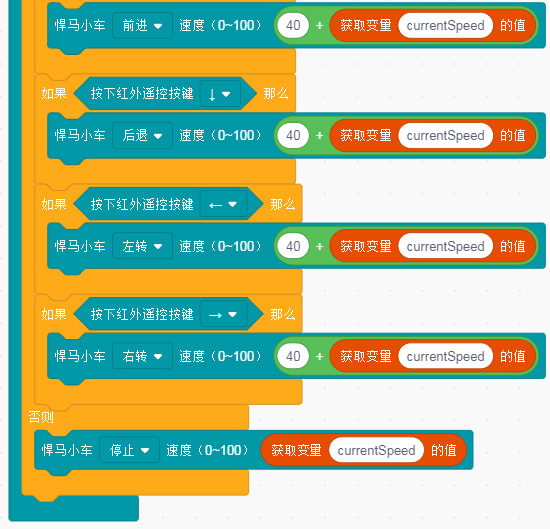 悍马小车 前进 速度（0~100） 40 + 获取变量 currentSpeed 的值
如果 按下红外遥控按键 ↓ 那么
悍马小车 后退 速度（0~100） 40 + 获取变量 currentSpeed 的值
如果 按下红外遥控按键 ← 那么
悍马小车 左转 速度（0~100） 40 + 获取变量 currentSpeed 的值
如果 按下红外遥控按键 → 那么
悍马小车 右转 速度（0~100） 40 + 获取变量 currentSpeed 的值
否则
悍马小车 停止 速度（0~100） 获取变量 currentSpeed 的值